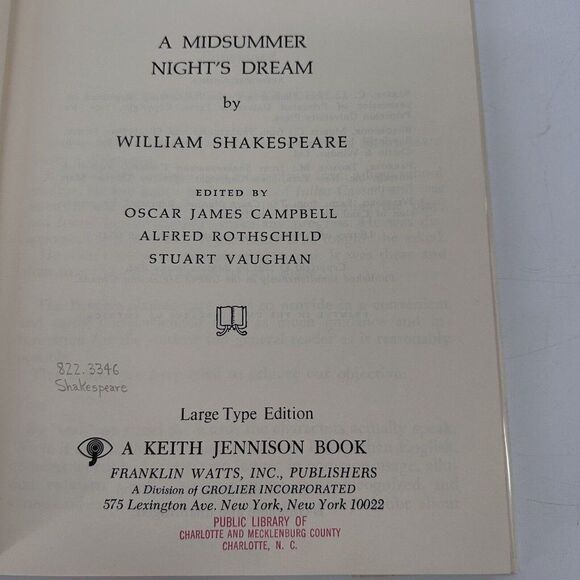 A MIDSUMMER
NIGHT'S DREAM
by
WILLIAM SHAKESPEARE
EDITED BY
OSCAR JAMES CAMPBELL
ALFRED ROTHSCHILD
STUART VAUGHAN
822.3346
Shakespeare
Large Type Edition
A KEITH JENNISON BOOK
FRANKLIN WATTS, INC., PUBLISHERS
A Division of GROLIER INCORPORATED
575 Lexington Ave. New York, New York 10022
PUBLIC LIBRARY OF
CHARLOTTE AND MECKLENBURG COUNTY
CHARLOTTE, N. C.